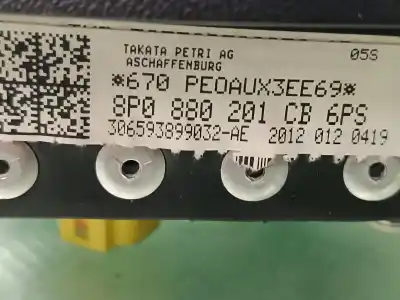 TAKATA PETRI AG
05S
ASCHAFFENBURG
*670 PEOAUX3EE69*
8P0 880 201 CB 6PS
306593899032-AE 2012 012 0419